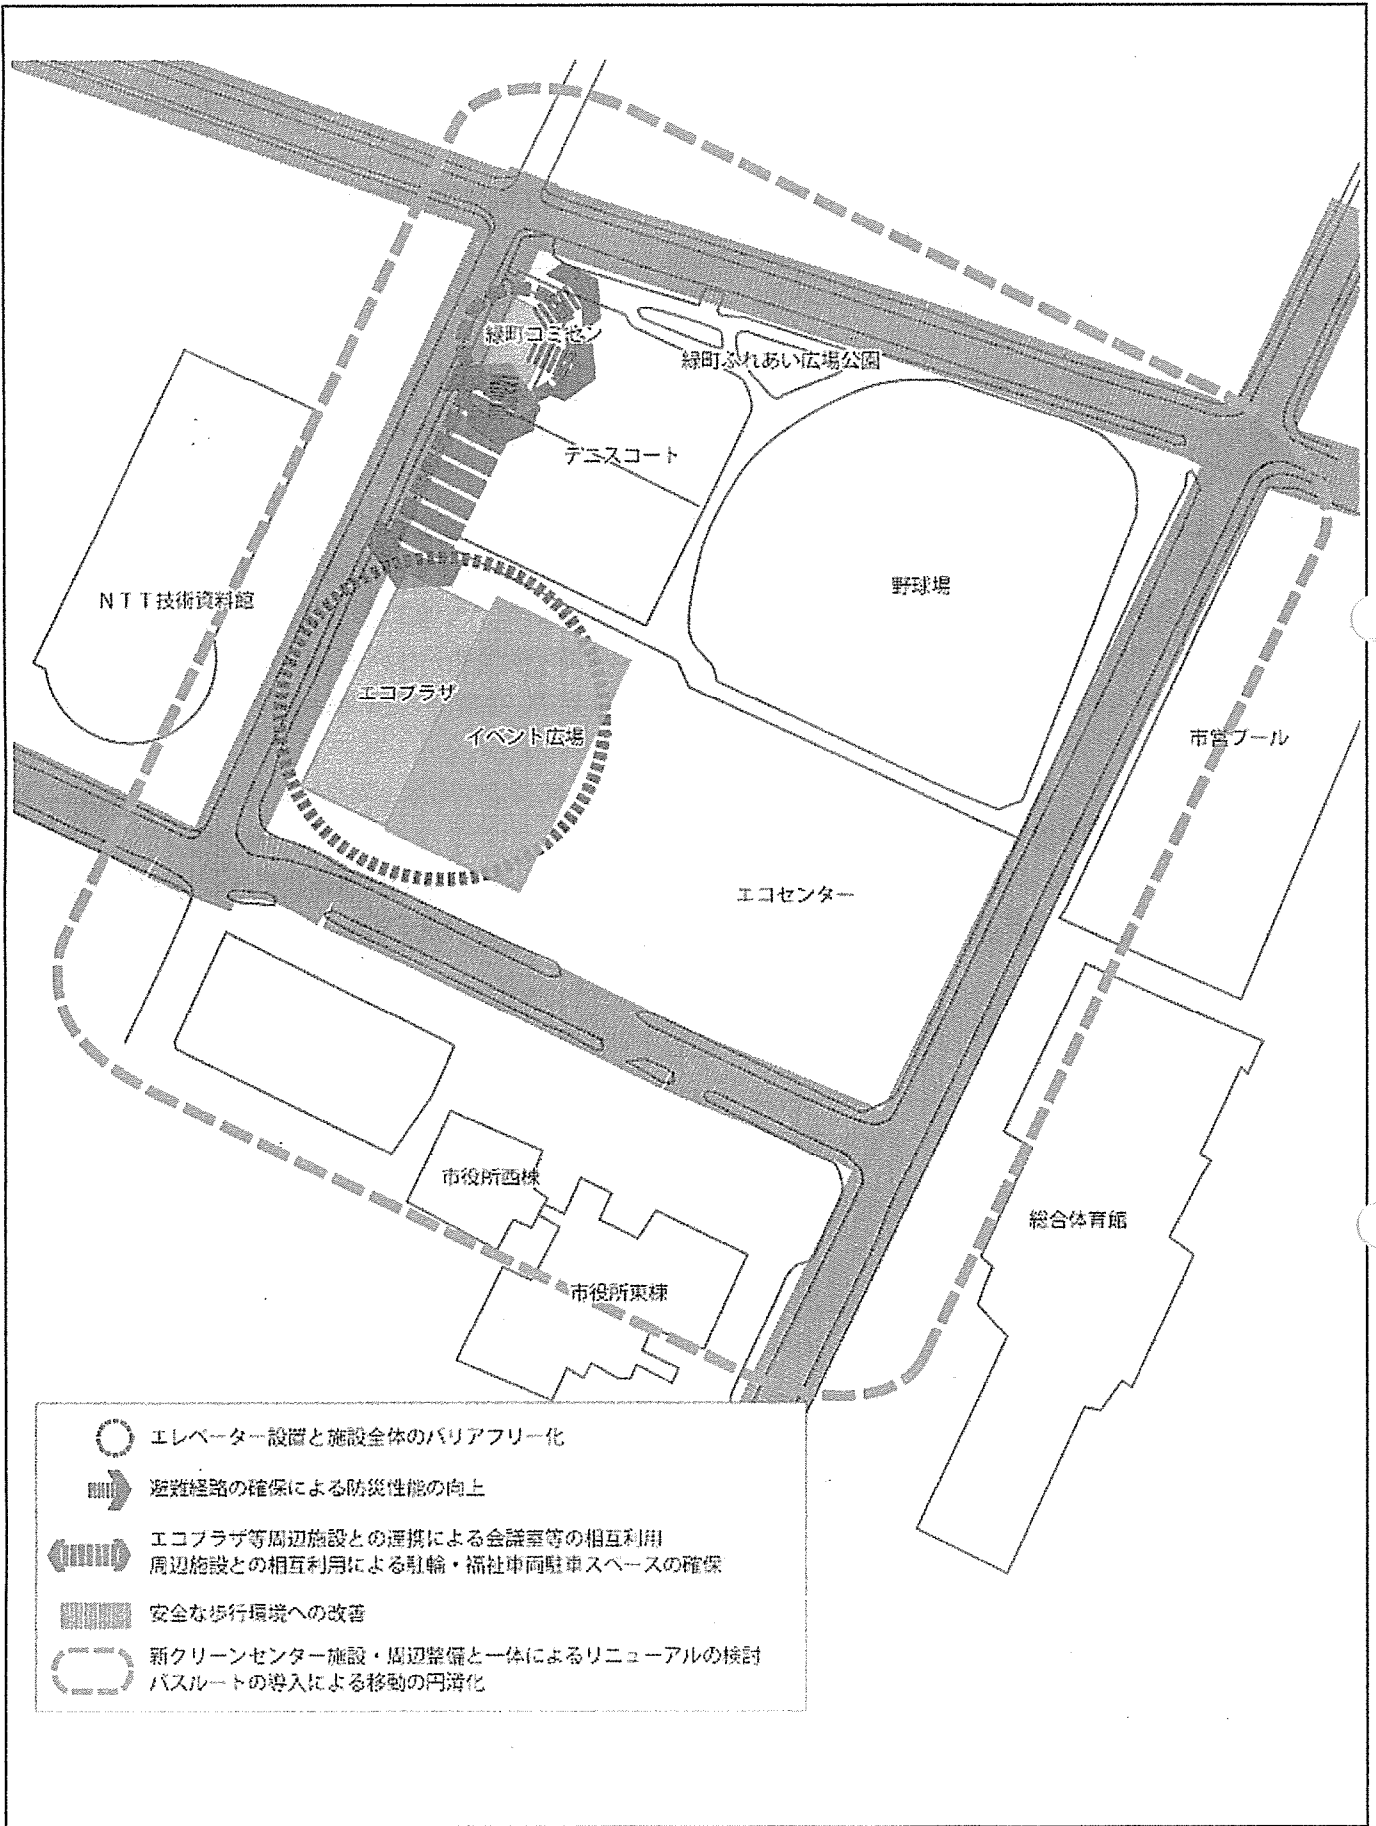 緑町コミセン
緑町ふれあい広場公園
テニスコート
野球場
NTT技術資料館
エコプラザ
イベント広場
市営プール
エコセンター
市役所西棟
総合体育館
市役所東棟
エレベーター設置と施設全体のバリアフリー化
避難経路の確保による防災性能の向上
エコプラザ等周辺施設との連携による会議室等の相互利用
周辺施設との相互利用による駐輪・福祉車両駐車スペースの確保
安全な歩行環境への改善
新クリーンセンター施設・周辺整備と一体によるリニューアルの検討
バスルートの導入による移動の円滑化